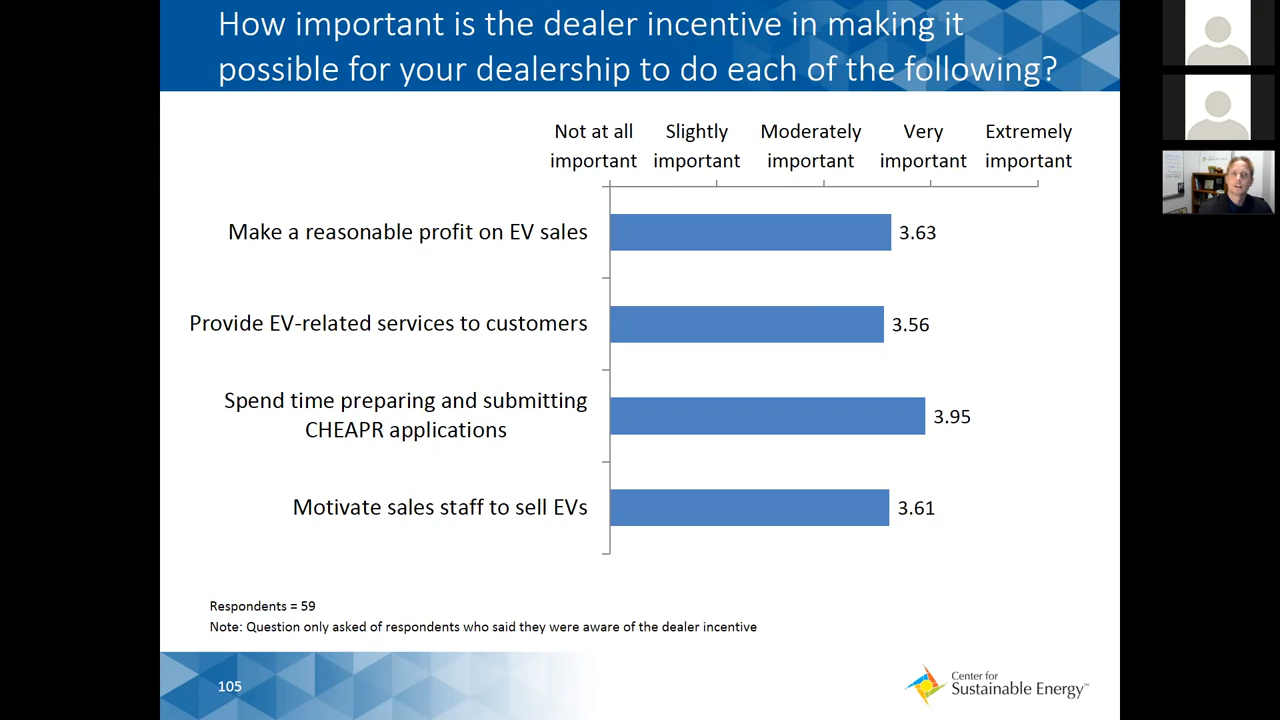 How important is the dealer incentive in making it
possible for your dealership to do each of the following?
Not at all important
Slightly important
Moderately important
Very important
Extremely important
Make a reasonable profit on EV sales
3.63
Provide EV-related services to customers
3.56
Spend time preparing and submitting
CHEAPR applications
3.95
Motivate sales staff to sell EVs
3.61
Respondents = 59
Note: Question only asked of respondents who said they were aware of the dealer incentive
105
Center for
Sustainable Energy™